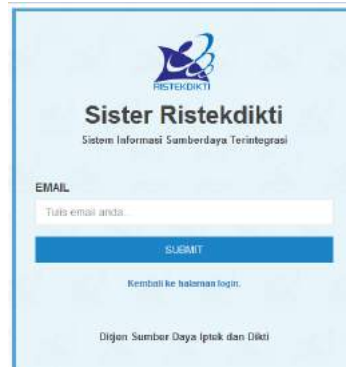 RISTEKDIKTI
Sister Ristekdikti
Sistem Informasi Sumberdaya Terintegrasi
EMAIL
Tulis email anda..
SUBMIT
Kembali ke halaman login.
Ditjen Sumber Daya Iptek dan Dikti